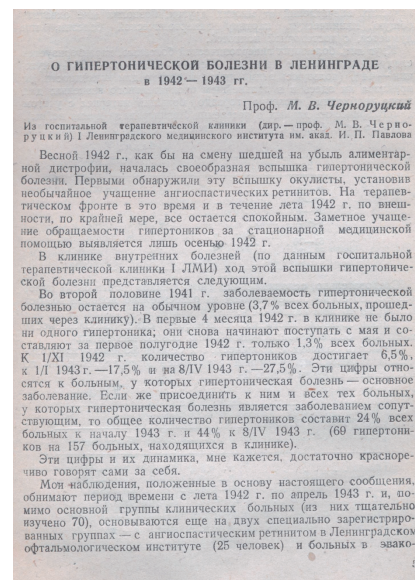 О ГИПЕРТОНИЧЕСКОЙ БОЛЕЗНИ В ЛЕНИНГРАДЕ
в 1942 — 1943 гг.
Проф. М. В. Черноруцкий
Из госпитальной терапевтической клиники (дир. — проф. М. В. Черно-
руцкий) I Ленинградского медицинского института им. акад. И. П. Павлова
Весной 1942 г., как бы на смену шедшей на убыль алиментар-
ной дистрофии, началась своеобразная вспышка гипертонической
болезни. Первыми обнаружили эту вспышку окулисты, установив
необычайное учащение ангиоспастических ретинитов. На терапев-
тическом фронте в это время и в течение лета 1942 г. по внеш-
ности, по крайней мере, все остается спокойным. Заметное учаще-
ние обращаемости гипертоников за стационарной медицинской
помощью выявляется лишь осенью 1942 г.
В клинике внутренних болезней (по данным госпитальной
терапевтической клиники I ЛМИ) ход этой вспышки гипертониче-
ской болезни представляется следующим.
Во второй половине 1941 г. заболеваемость гипертонической
болезнью остается на обычном уровне (3,7% всех больных, прошед-
ших через клинику). В первые 4 месяца 1942 г. в клинике не было
ни одного гипертоника; они снова начинают поступать с мая и со-
ставляют за первое полугодие 1942 г. только 1,3% всех больных.
К 1/XI 1942 г. количество гипертоников достигает 6,5%,
к 1/I 1943 г. —17,5% и на 8/IV 1943 г. —27,5%. Эти цифры отно-
сятся к больным, у которых гипертоническая болезнь — основное
заболевание. Если же присоединить к ним и всех тех больных,
у которых гипертоническая болезнь является заболеванием сопут-
ствующим, то общее количество гипертоников составит 24% всех
больных к началу 1943 г. и 44% к 8/IV 1943 г. (69 гипертони-
ков на 157 больных, находящихся в клинике).
Эти цифры и их динамика, мне кажется, достаточно красноре-
чиво говорят сами за себя.
Мои наблюдения, положенные в основу настоящего сообщения,
обнимают период времени с лета 1942 г. по апрель 1943 г. и, по-
мимо основной группы клинических больных (из них тщательно
изучено 70), основываются еще на двух специально зарегистриро-
ванных группах — с ангиоспастическим ретинитом в Ленинградском
офтальмологическом институте (25 человек) и больных в эвако-